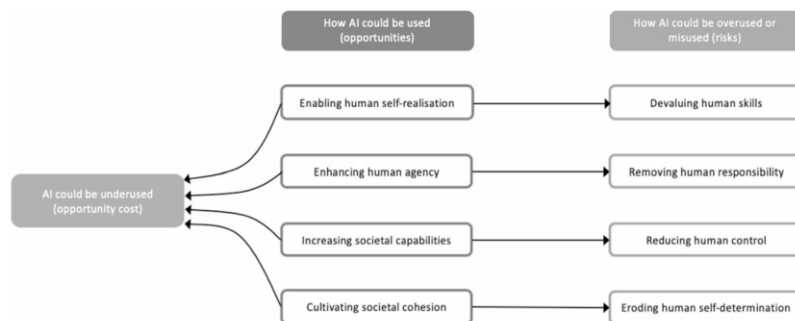 How AI could be used
(opportunities)
How AI could be overused or
misused (risks)
Enabling human self-realisation
Devaluing human skills
Enhancing human agency
Removing human responsibility
AI could be underused
(opportunity cost)
Increasing societal capabilities
Reducing human control
Cultivating societal cohesion
Eroding human self-determination